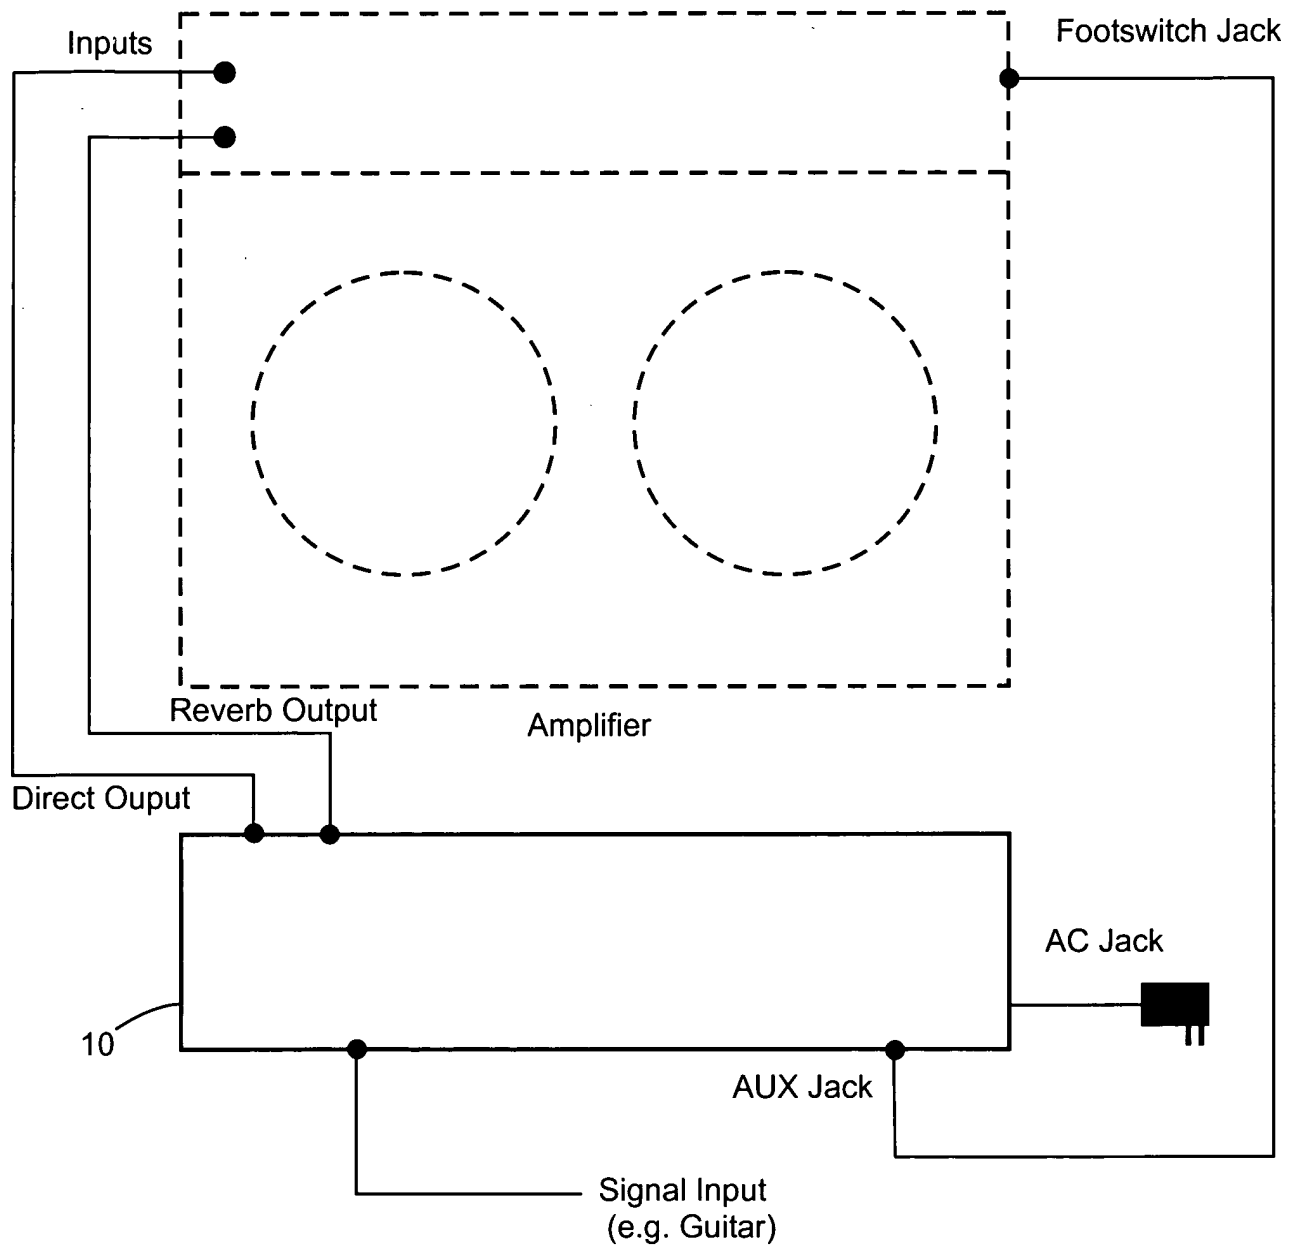 Inputs
Footswitch Jack
Reverb Output
Amplifier
Direct Ouput
AC Jack
10
AUX Jack
Signal Input
(e.g. Guitar)